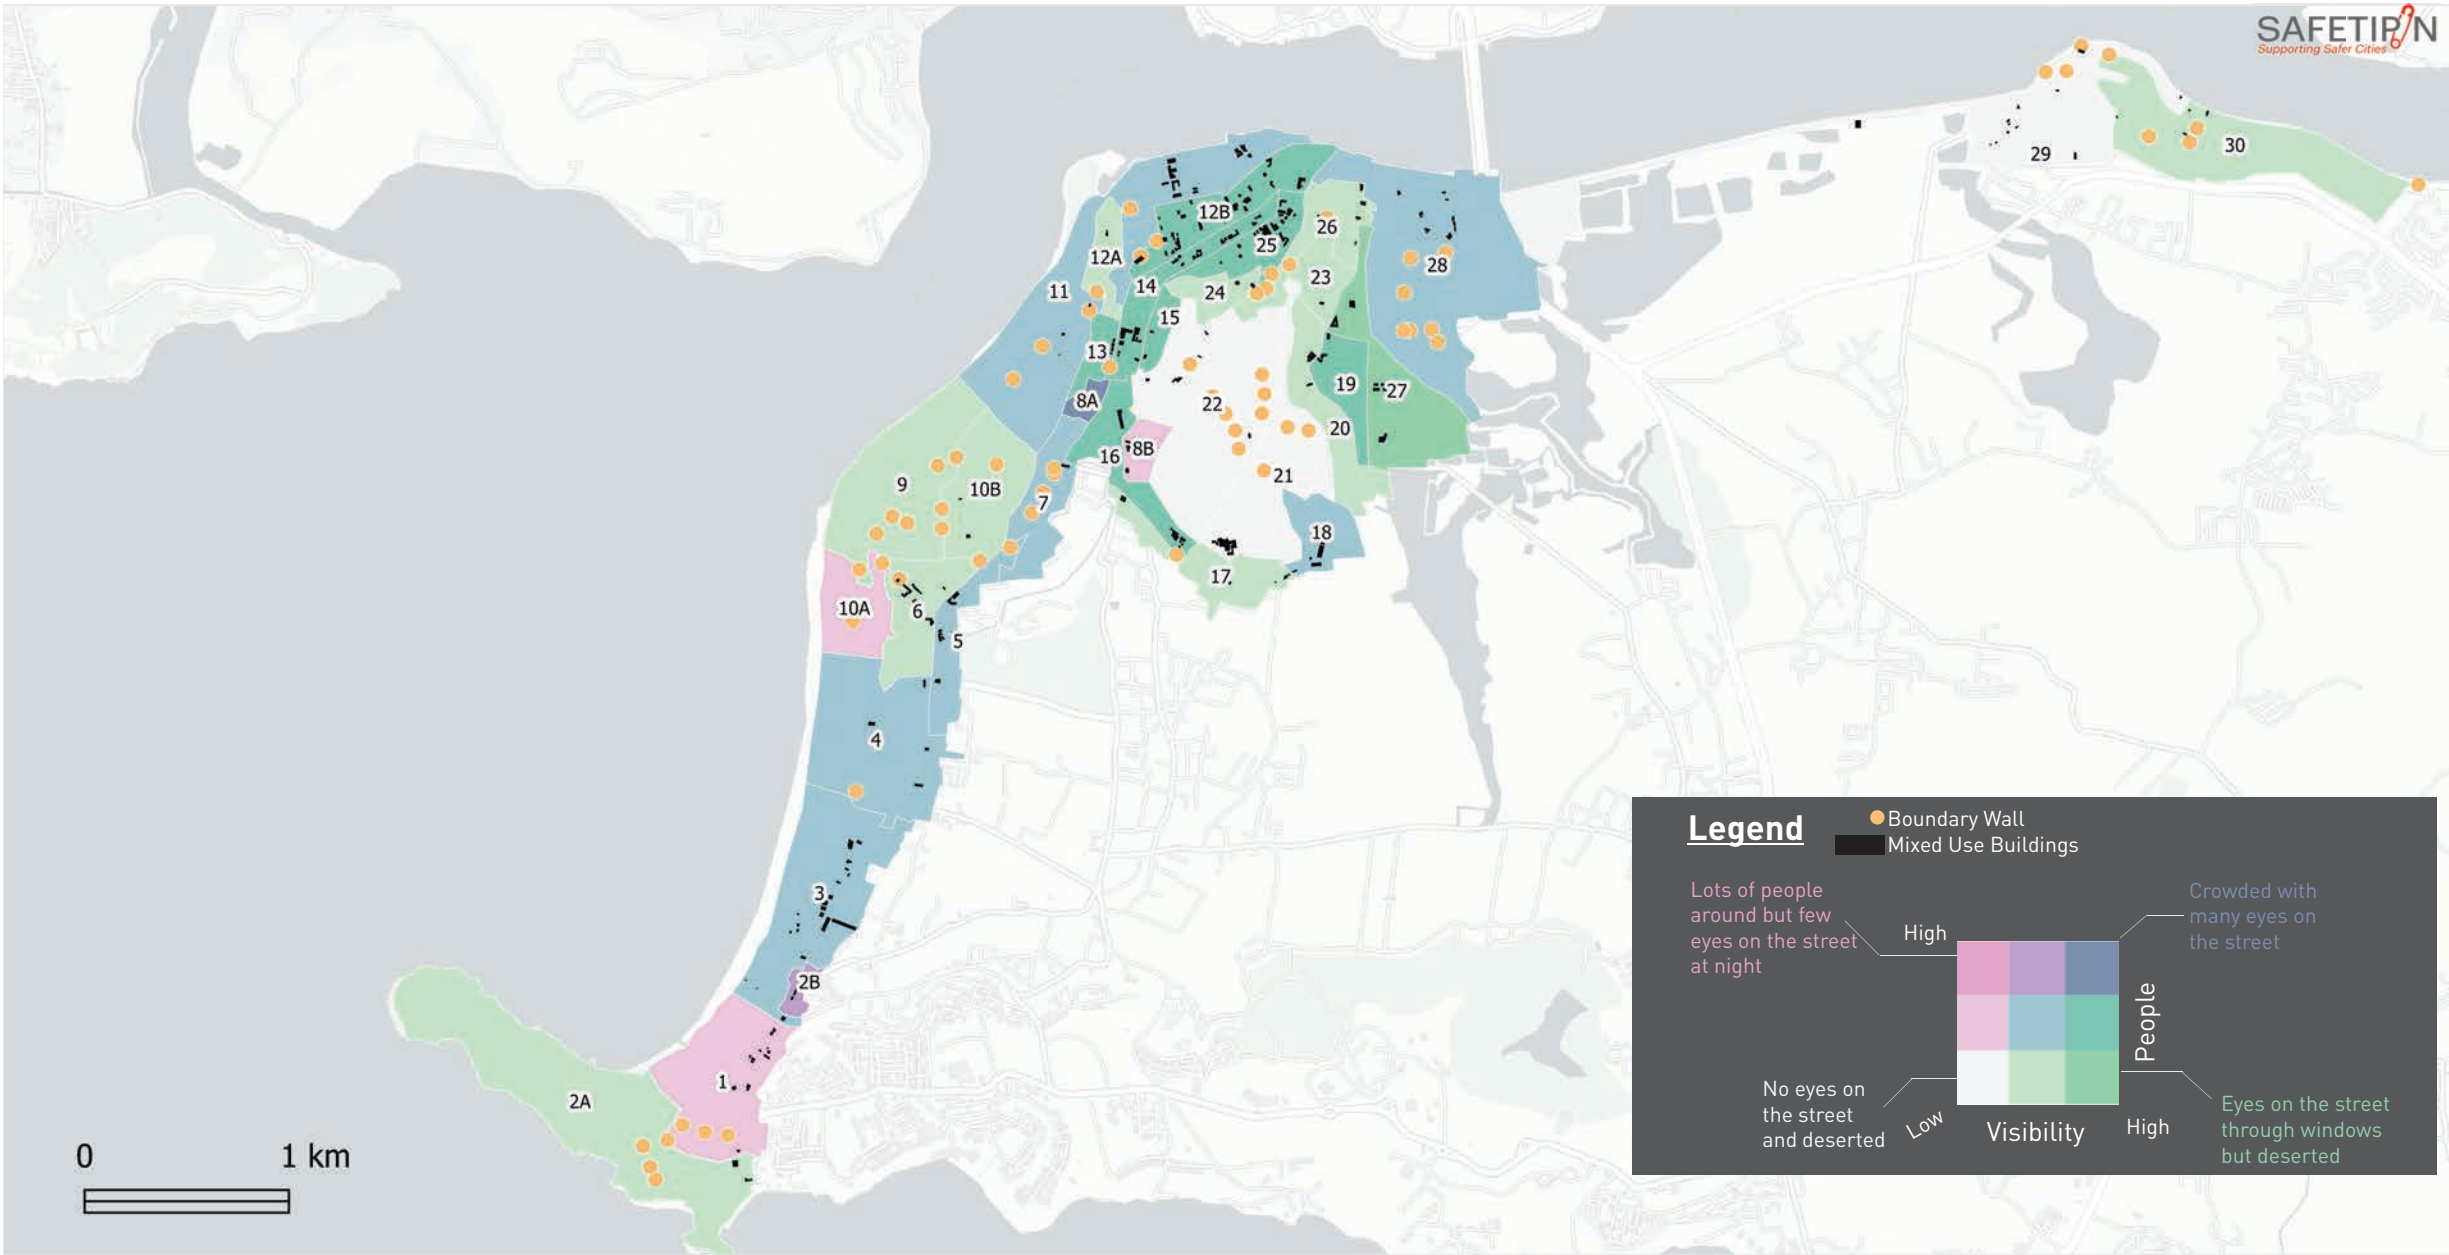 SAFETIPIN
Supporting Safer Cities
29
30
12B
25
26
12A
28
11
14
24
23
15
13
19
27
8A
22
20
16
8B
21
9
10B
7
18
17
10A
6
5
4
3
2B
1
2A
0 1 km
Legend
Boundary Wall
Mixed Use Buildings
Lots of people
around but few
eyes on the street
at night
High
Crowded with
many eyes on
the street
People
No eyes on
the street
and deserted
Low
Visibility
High
Eyes on the street
through windows
but deserted